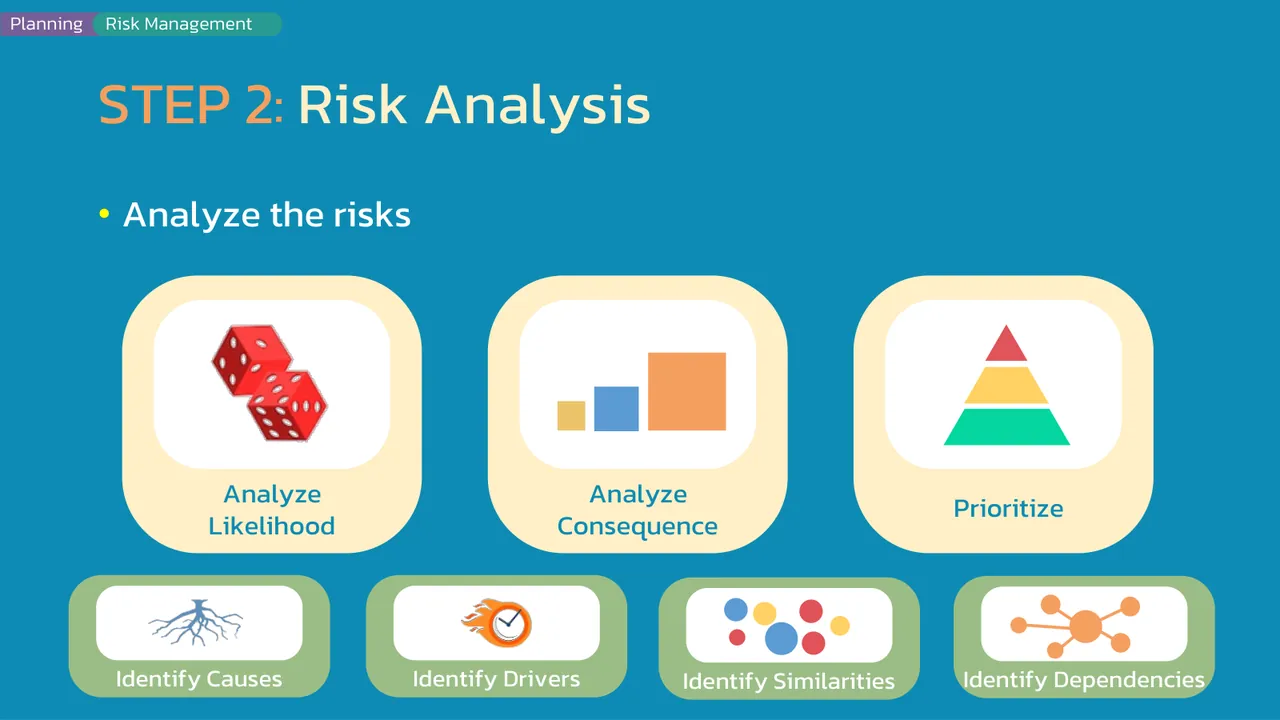 Planning Risk Management
STEP 2: Risk Analysis
• Analyze the risks
Analyze
Likelihood
Analyze
Consequence
Prioritize
Identify Causes
Identify Drivers
Identify Similarities
Identify Dependencies